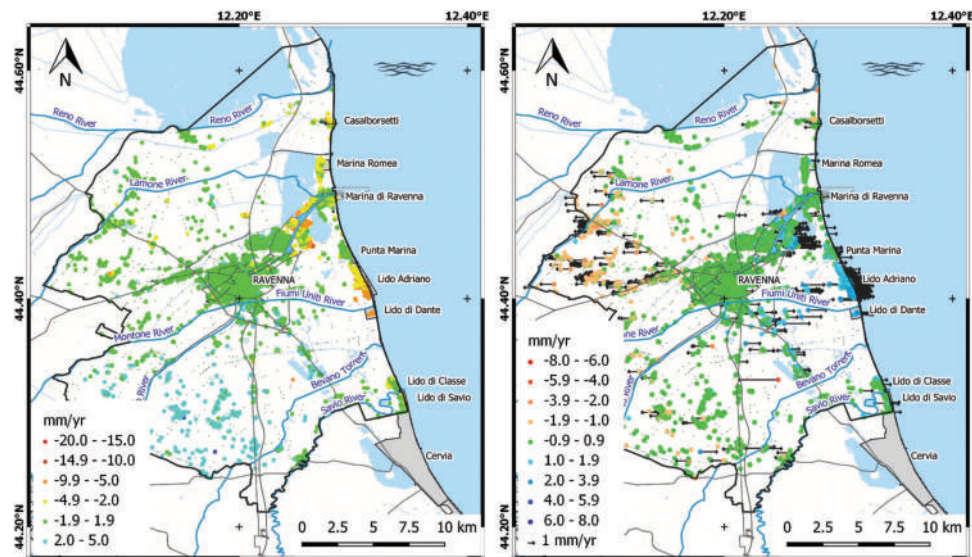 12.20°E
12.40°E
44.60°N
N
Reno River
Reno River
Casalborsetti
Marina Romea
Lamone River
Marina di Ravenna
Punta Marina
RAVENNA
Lido Adriano
44.40°N
Fiumi Uniti River
Lido di Dante
Montone River
River
Bevano Torrent
Lido di Classe
Savio River
Lido di Savio
Cervia
mm/yr
-20.0 - -15.0
-14.9 - -10.0
-9.9 - -5.0
-4.9 - -2.0
-1.9 - 1.9
2.0 - 5.0
44.20°N
0 2.5 5 7.5 10 km
12.20°E
12.40°E
44.60°N
N
Reno River
Reno River
Casalborsetti
Marina Romea
Lamone River
Marina di Ravenna
Punta Marina
RAVENNA
Lido Adriano
44.40°N
Fiumi Uniti River
Lido di Dante
River
Bevano Torrent
Lido di Classe
Savio River
Lido di Savio
Cervia
mm/yr
-8.0 - -6.0
-5.9 - -4.0
-3.9 - -2.0
-1.9 - -1.0
-0.9 - 0.9
1.0 - 1.9
2.0 - 3.9
4.0 - 5.9
6.0 - 8.0
1 mm/yr
44.20°N
0 2.5 5 7.5 10 km